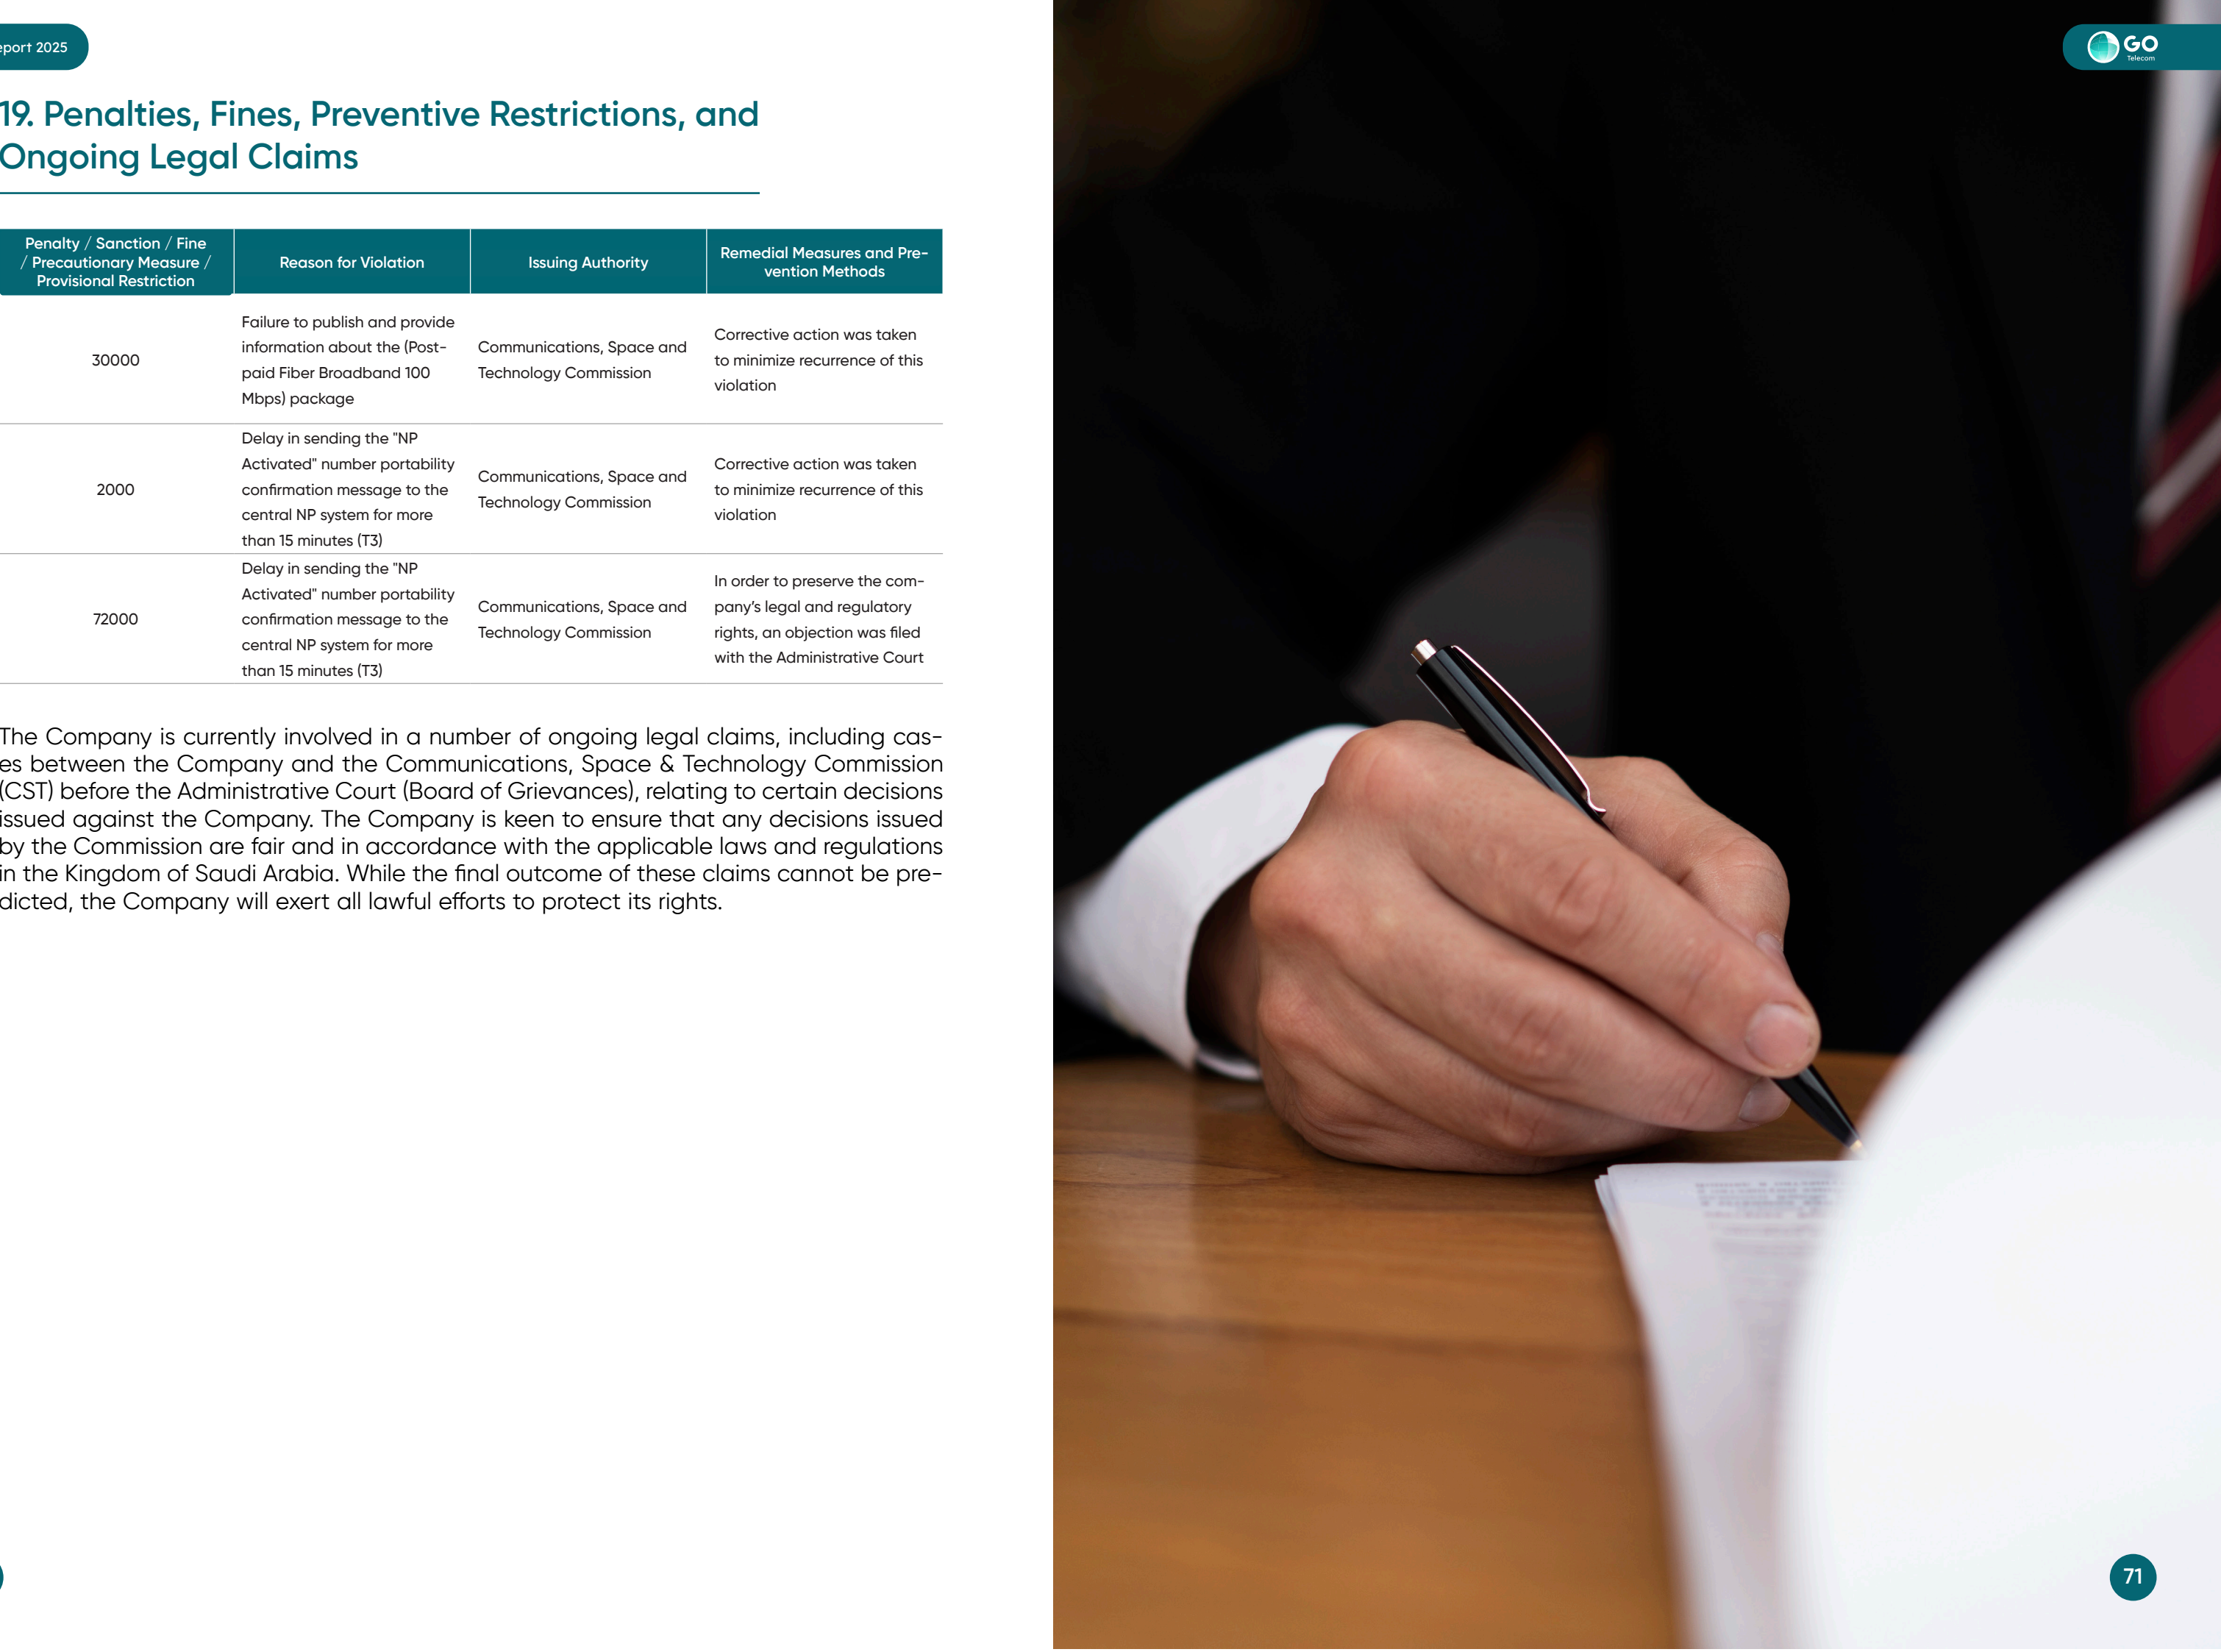 eport 2025
GO
Telecom
19. Penalties, Fines, Preventive Restrictions, and
Ongoing Legal Claims
Penalty / Sanction / Fine
/ Precautionary Measure /
Provisional Restriction
Reason for Violation
Issuing Authority
Remedial Measures and Pre-
vention Methods
30000
Failure to publish and provide
information about the (Post-
paid Fiber Broadband 100
Mbps) package
Communications, Space and
Technology Commission
Corrective action was taken
to minimize recurrence of this
violation
2000
Delay in sending the "NP
Activated" number portability
confirmation message to the
central NP system for more
than 15 minutes (T3)
Communications, Space and
Technology Commission
Corrective action was taken
to minimize recurrence of this
violation
72000
Delay in sending the "NP
Activated" number portability
confirmation message to the
central NP system for more
than 15 minutes (T3)
Communications, Space and
Technology Commission
In order to preserve the com-
pany's legal and regulatory
rights, an objection was filed
with the Administrative Court
The Company is currently involved in a number of ongoing legal claims, including cas-
es between the Company and the Communications, Space & Technology Commission
(CST) before the Administrative Court (Board of Grievances), relating to certain decisions
issued against the Company. The Company is keen to ensure that any decisions issued
by the Commission are fair and in accordance with the applicable laws and regulations
in the Kingdom of Saudi Arabia. While the final outcome of these claims cannot be pre-
dicted, the Company will exert all lawful efforts to protect its rights.
71